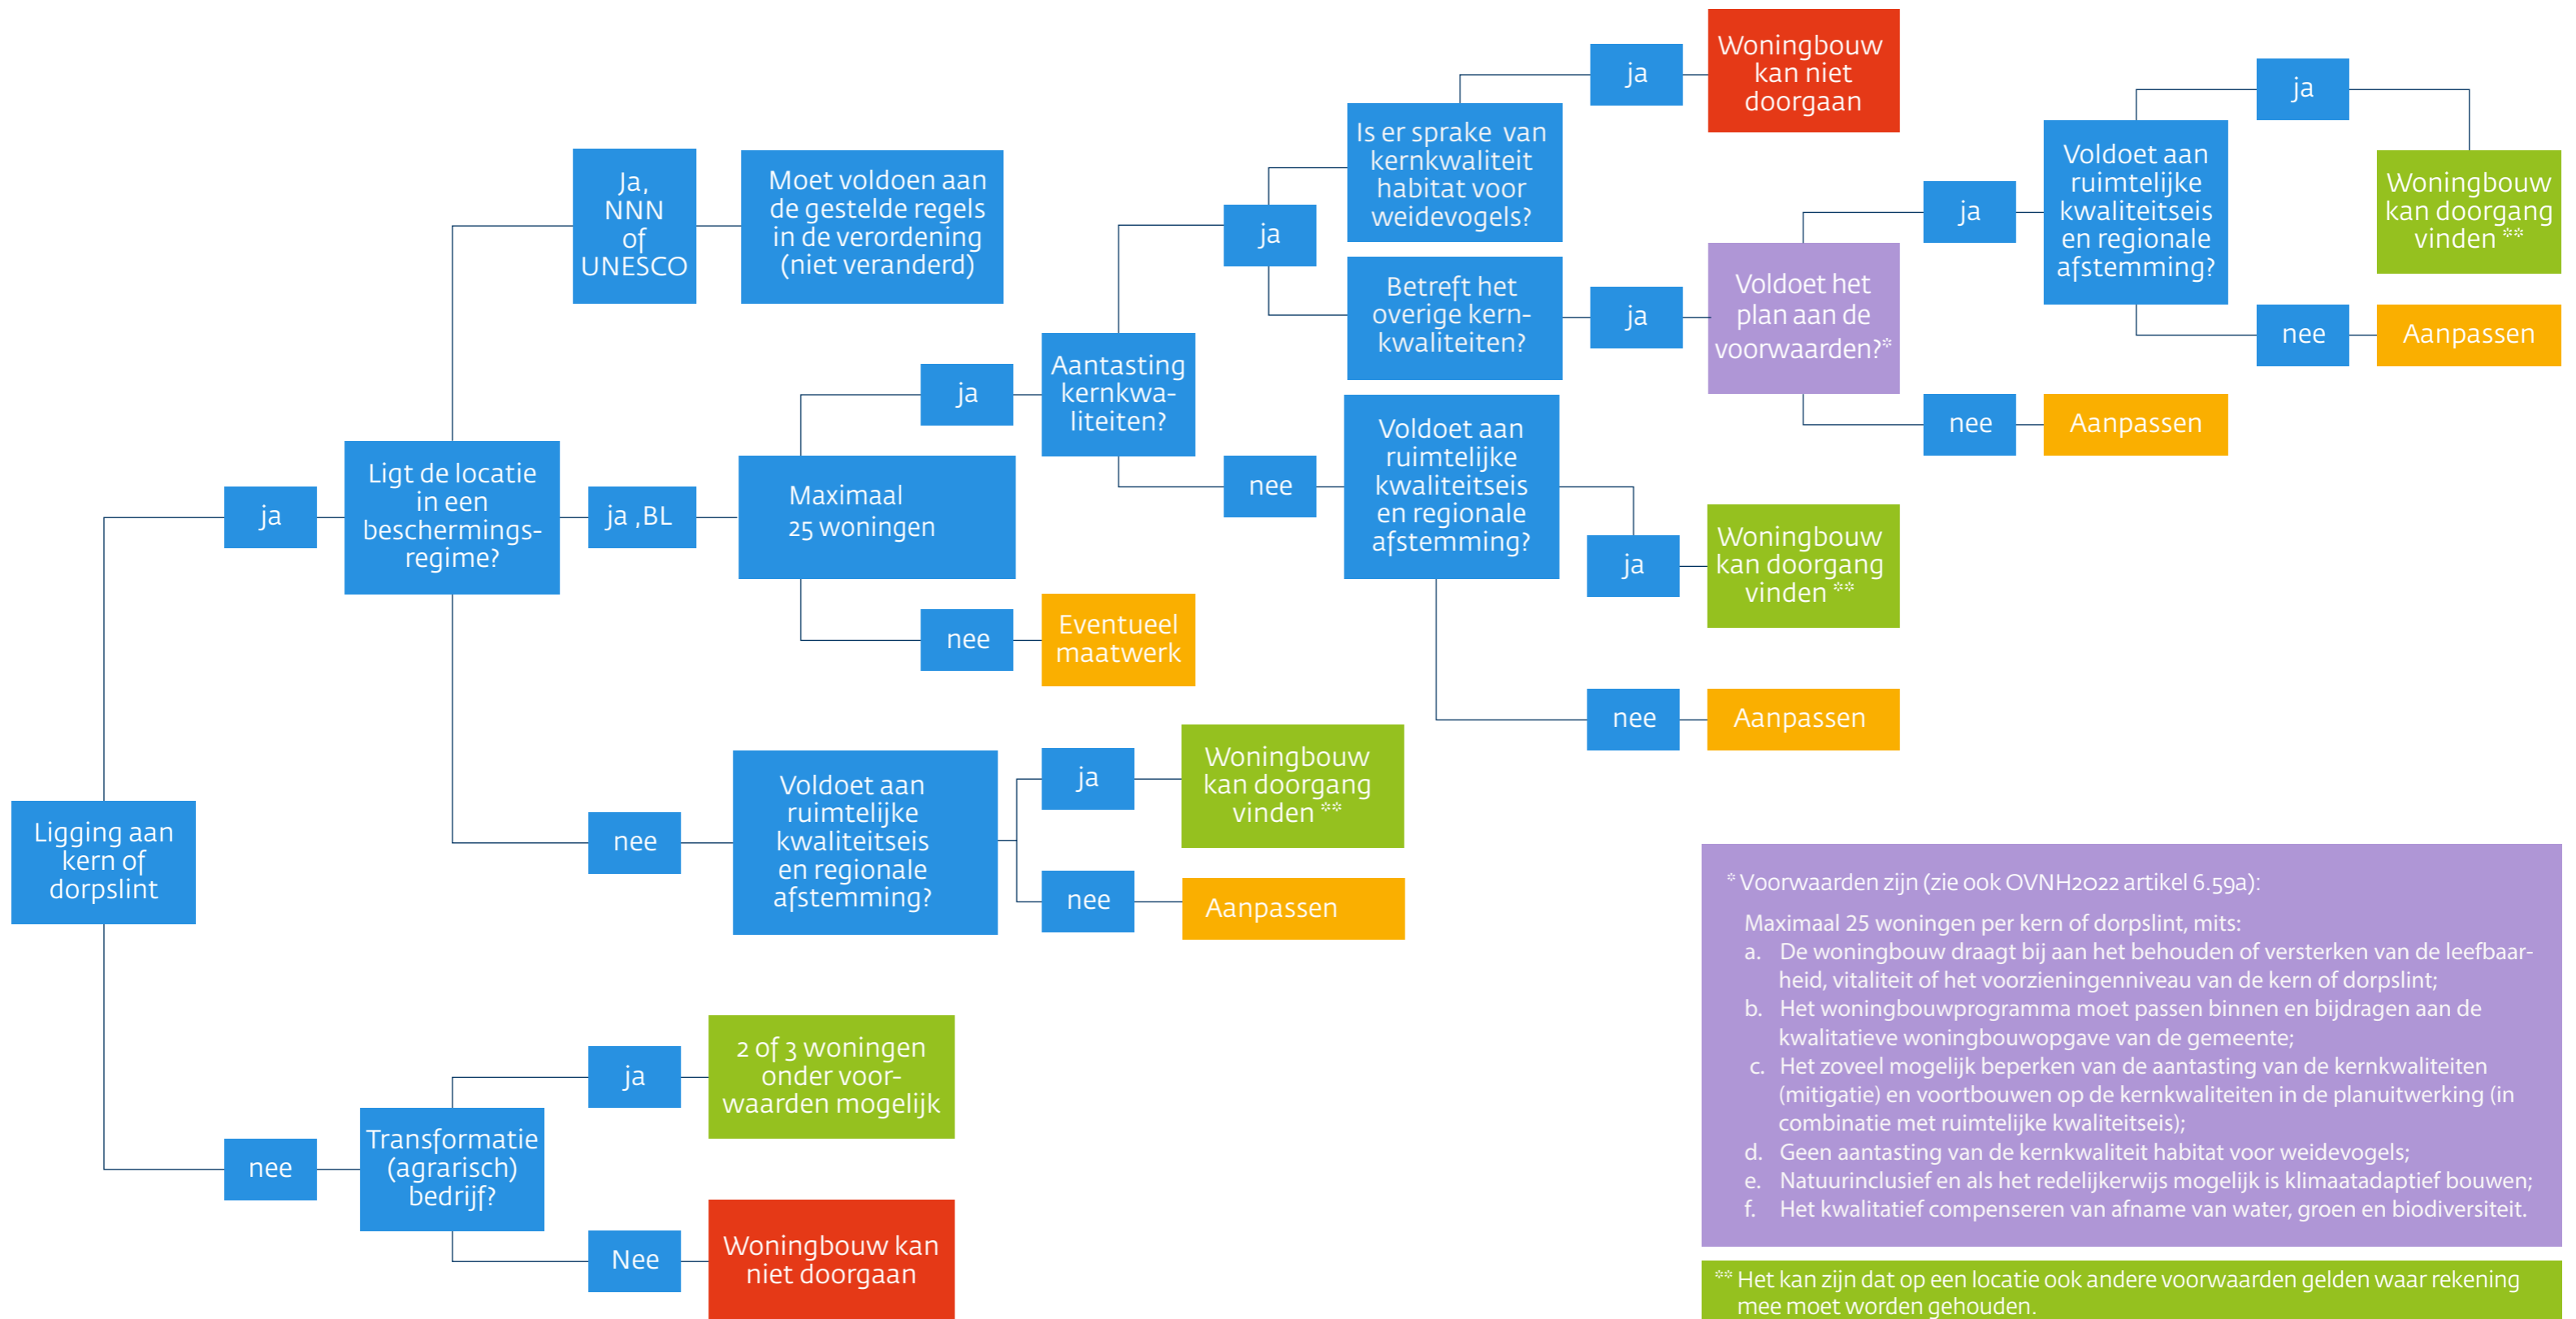 Ligging aan
kern of
dorpslint
ja
Ligt de locatie
in een
beschermings-
regime?
Ja,
NNN
of
UNESCO
Moet voldoen aan
de gestelde regels
in de verordening
(niet veranderd)
ja ,BL
Maximaal
25 woningen
ja
Aantasting
kernkwa-
liteiten?
ja
Is er sprake van
kernkwaliteit
habitat voor
weidevogels?
ja
Woningbouw
kan niet
doorgaan
Betreft het
overige kern-
kwaliteiten?
ja
Voldoet het
plan aan de
voorwaarden?*
ja
Voldoet aan
ruimtelijke
kwaliteitseis
en regionale
afstemming?
ja
Woningbouw
kan doorgang
vinden **
nee
Aanpassen
nee
Aanpassen
nee
Voldoet aan
ruimtelijke
kwaliteitseis
en regionale
afstemming?
ja
Woningbouw
kan doorgang
vinden **
nee
Aanpassen
nee
Eventueel
maatwerk
nee
Voldoet aan
ruimtelijke
kwaliteitseis
en regionale
afstemming?
ja
Woningbouw
kan doorgang
vinden **
nee
Aanpassen
nee
Transformatie
(agrarisch)
bedrijf?
ja
2 of 3 woningen
onder voor-
waarden mogelijk
Nee
Woningbouw kan
niet doorgaan
* Voorwaarden zijn (zie ook OVNH2022 artikel 6.59a):
Maximaal 25 woningen per kern of dorpslint, mits:
a. De woningbouw draagt bij aan het behouden of versterken van de leefbaar-
heid, vitaliteit of het voorzieningenniveau van de kern of dorpslint;
b. Het woningbouwprogramma moet passen binnen en bijdragen aan de
kwalitatieve woningbouwopgave van de gemeente;
c. Het zoveel mogelijk beperken van de aantasting van de kernkwaliteiten
(mitigatie) en voortbouwen op de kernkwaliteiten in de planuitwerking (in
combinatie met ruimtelijke kwaliteitseis);
d. Geen aantasting van de kernkwaliteit habitat voor weidevogels;
e. Natuurinclusief en als het redelijkerwijs mogelijk is klimaatadaptief bouwen;
f. Het kwalitatief compenseren van afname van water, groen en biodiversiteit.
** Het kan zijn dat op een locatie ook andere voorwaarden gelden waar rekening
mee moet worden gehouden.